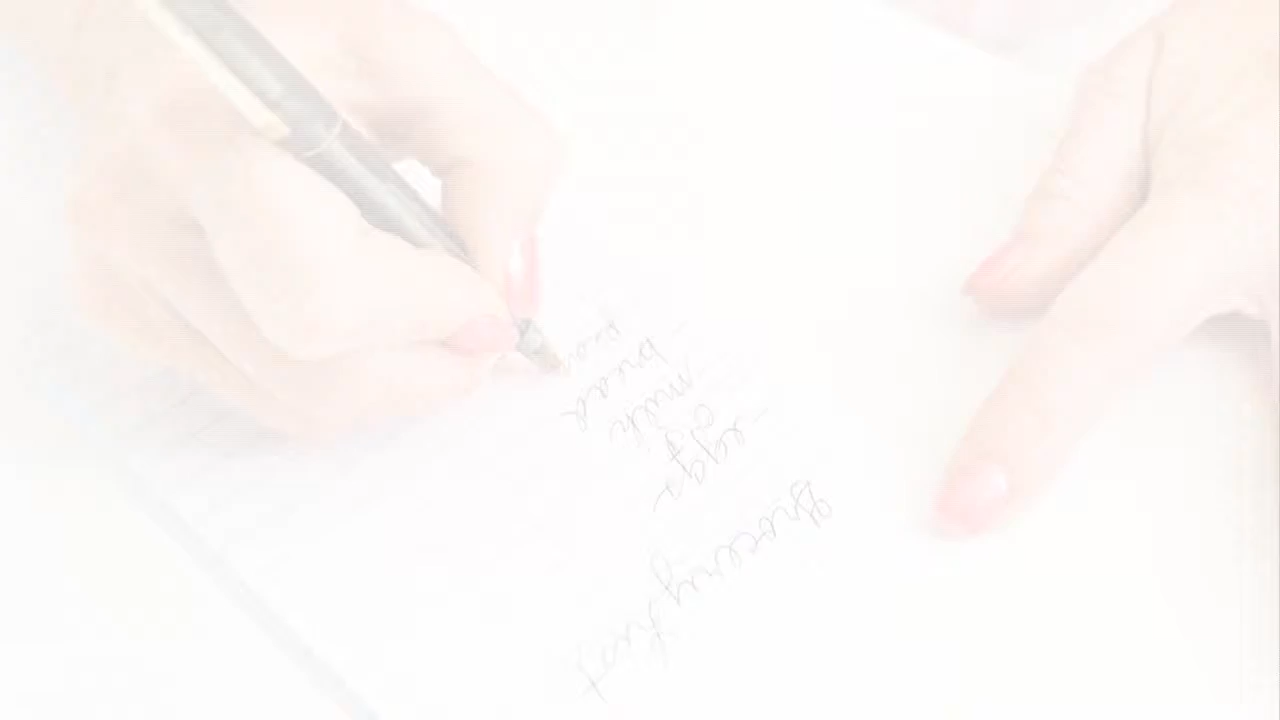 Grocery List
- eggs
- milk
- bread